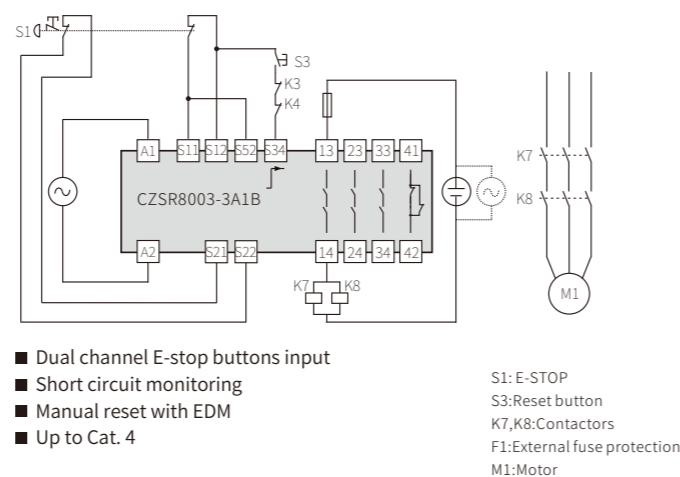 S1
S3
K3
K4
A1 S11 S12 S52 S34 13 23 33 41
CZSR8003-3A1B
A2 S21 S22 14 24 34 42
K7 K8
K7
K8
M1
■ Dual channel E-stop buttons input
■ Short circuit monitoring
■ Manual reset with EDM
■ Up to Cat. 4
S1: E-STOP
S3:Reset button
K7,K8:Contactors
F1:External fuse protection
M1:Motor